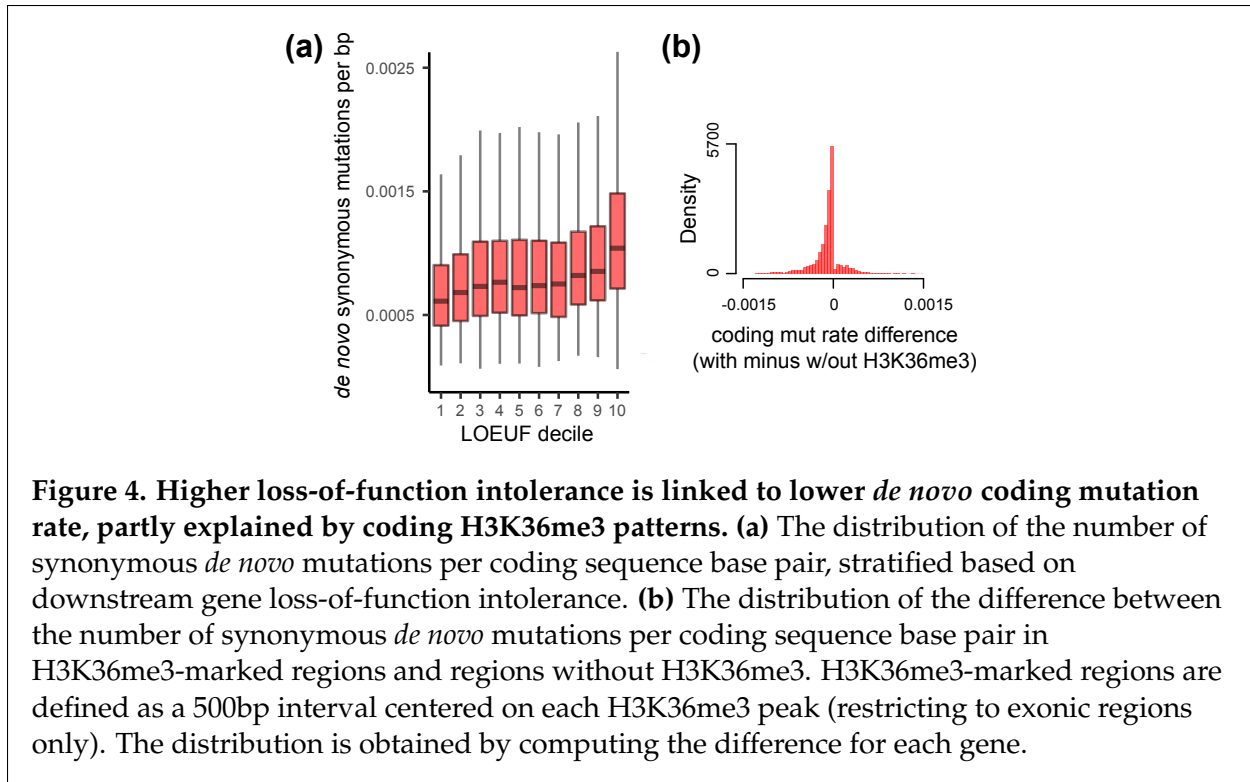 (a)
de novo synonymous mutations per bp
0.0025
0.0015
0.0005
1 2 3 4 5 6 7 8 9 10
LOEUF decile
(b)
Density
5700
0
-0.0015 0 0.0015
coding mut rate difference
(with minus w/out H3K36me3)
Figure 4. Higher loss-of-function intolerance is linked to lower de novo coding mutation
rate, partly explained by coding H3K36me3 patterns. (a) The distribution of the number of
synonymous de novo mutations per coding sequence base pair, stratified based on
downstream gene loss-of-function intolerance. (b) The distribution of the difference between
the number of synonymous de novo mutations per coding sequence base pair in
H3K36me3-marked regions and regions without H3K36me3. H3K36me3-marked regions are
defined as a 500bp interval centered on each H3K36me3 peak (restricting to exonic regions
only). The distribution is obtained by computing the difference for each gene.